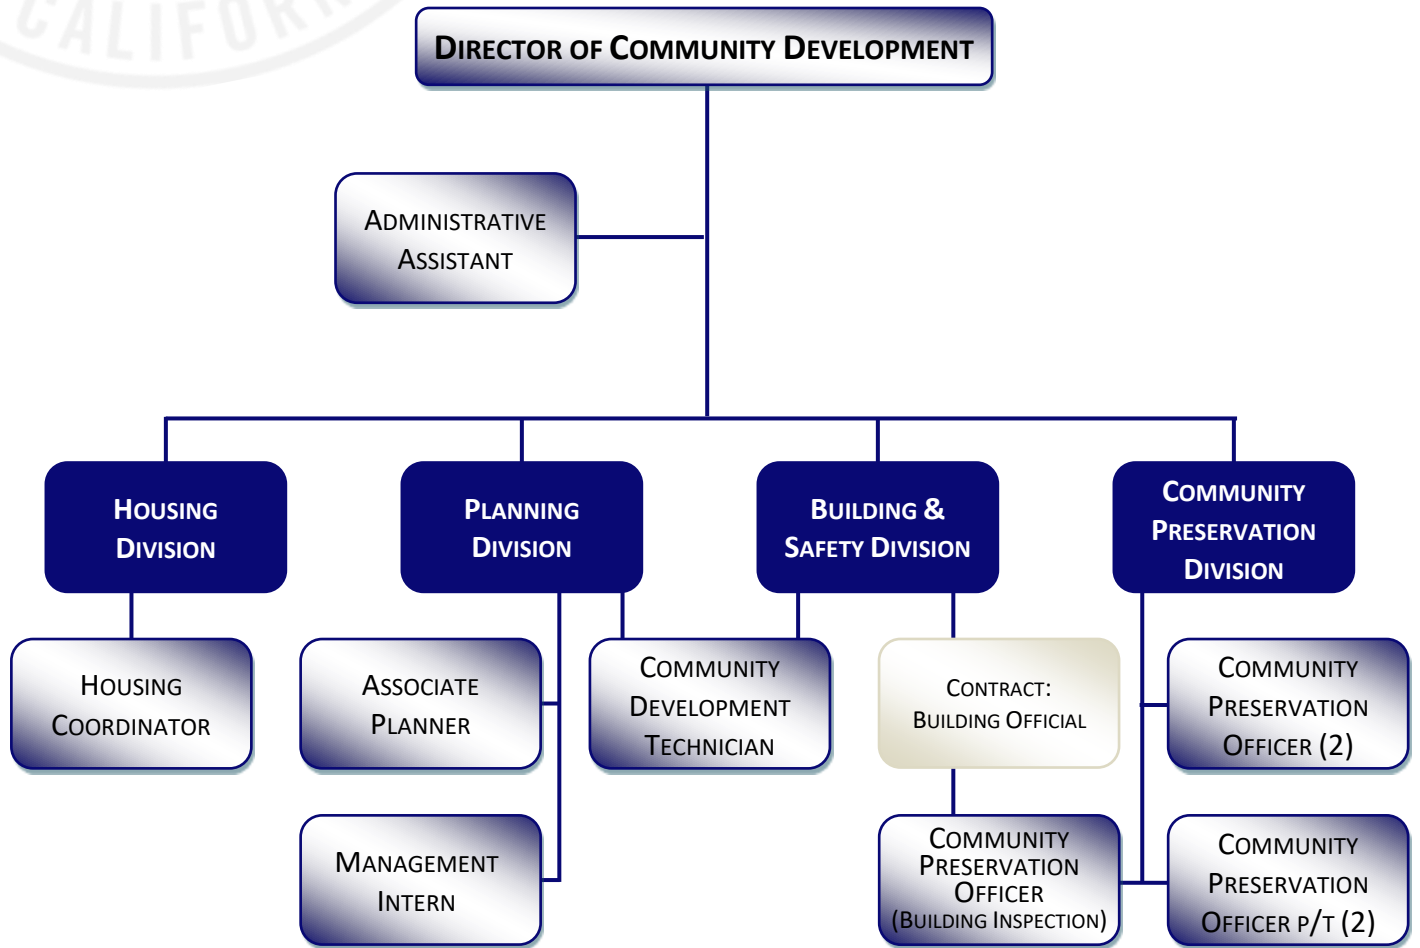 CALIFORN
DIRECTOR OF COMMUNITY DEVELOPMENT
ADMINISTRATIVE
ASSISTANT
HOUSING
DIVISION
PLANNING
DIVISION
BUILDING &
SAFETY DIVISION
COMMUNITY
PRESERVATION
DIVISION
HOUSING
COORDINATOR
ASSOCIATE
PLANNER
COMMUNITY
DEVELOPMENT
TECHNICIAN
CONTRACT:
BUILDING OFFICIAL
COMMUNITY
PRESERVATION
OFFICER (2)
MANAGEMENT
INTERN
COMMUNITY
PRESERVATION
OFFICER
(BUILDING INSPECTION)
COMMUNITY
PRESERVATION
OFFICER P/T (2)